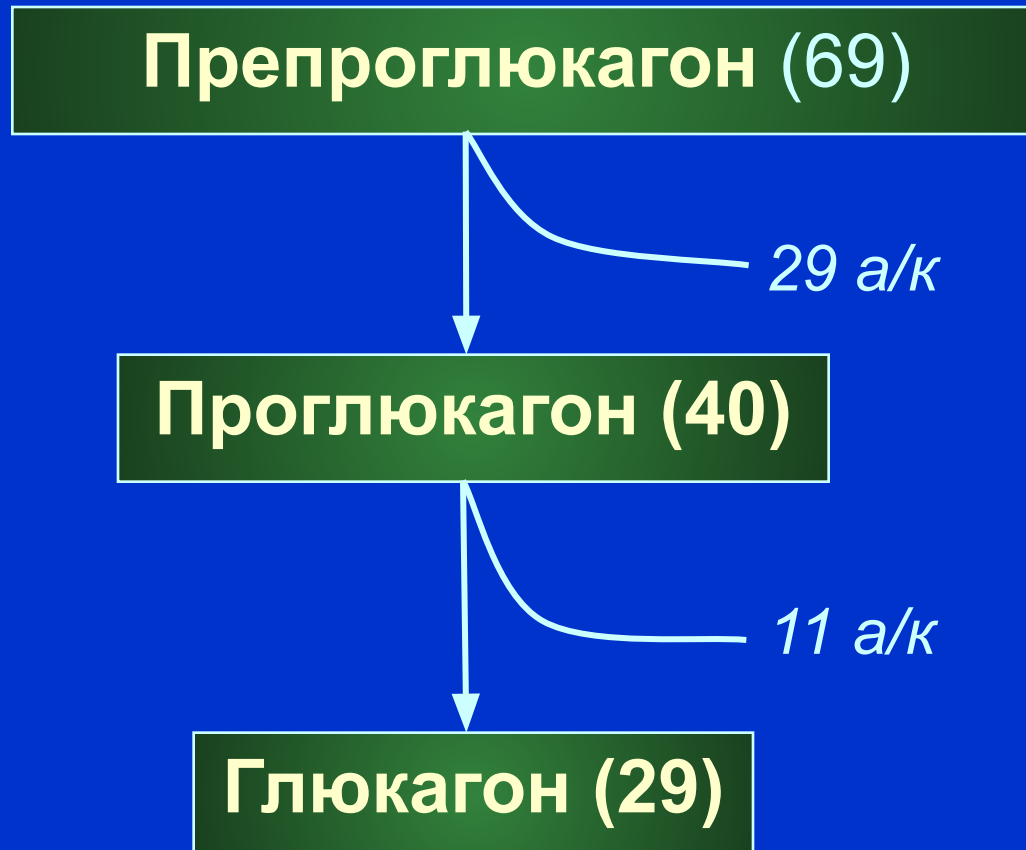 Препроглюкагон (69)
29 а/к
Проглюкагон (40)
11 а/к
Глюкагон (29)